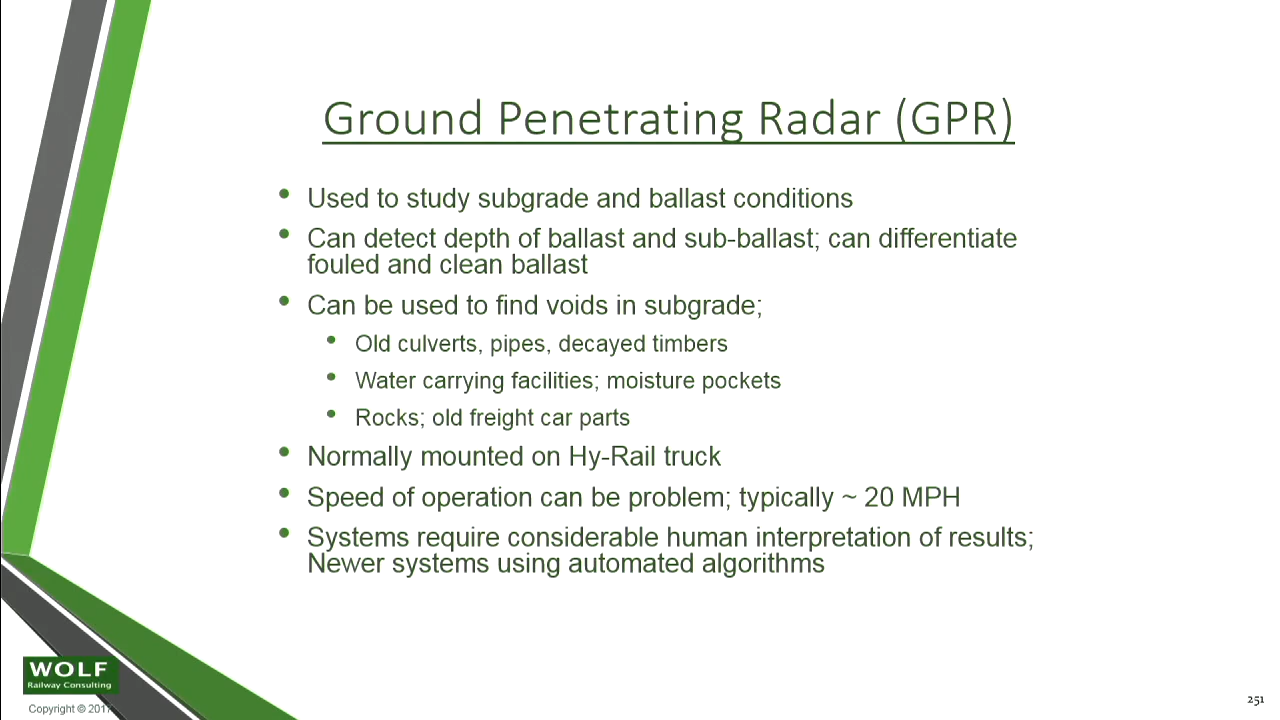 Ground Penetrating Radar (GPR)
• Used to study subgrade and ballast conditions
• Can detect depth of ballast and sub-ballast; can differentiate
fouled and clean ballast
• Can be used to find voids in subgrade;
• Old culverts, pipes, decayed timbers
• Water carrying facilities; moisture pockets
• Rocks; old freight car parts
• Normally mounted on Hy-Rail truck
• Speed of operation can be problem; typically ~ 20 MPH
• Systems require considerable human interpretation of results;
Newer systems using automated algorithms
WOLF
Railway Consulting
Copyright © 2017
251